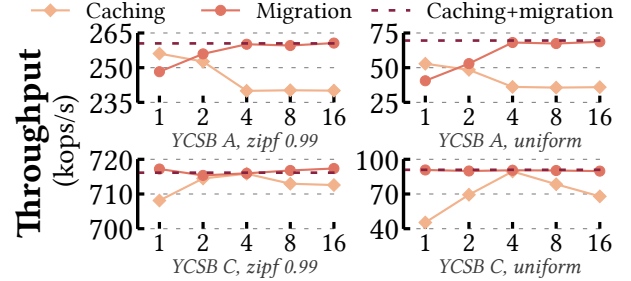 Caching Migration Caching+migration
Throughput
(kops/s)
265
250
235
1 2 4 8 16
YCSB A, zipf 0.99
75
50
25
1 2 4 8 16
YCSB A, uniform
720
710
700
1 2 4 8 16
YCSB C, zipf 0.99
100
70
40
1 2 4 8 16
YCSB C, uniform